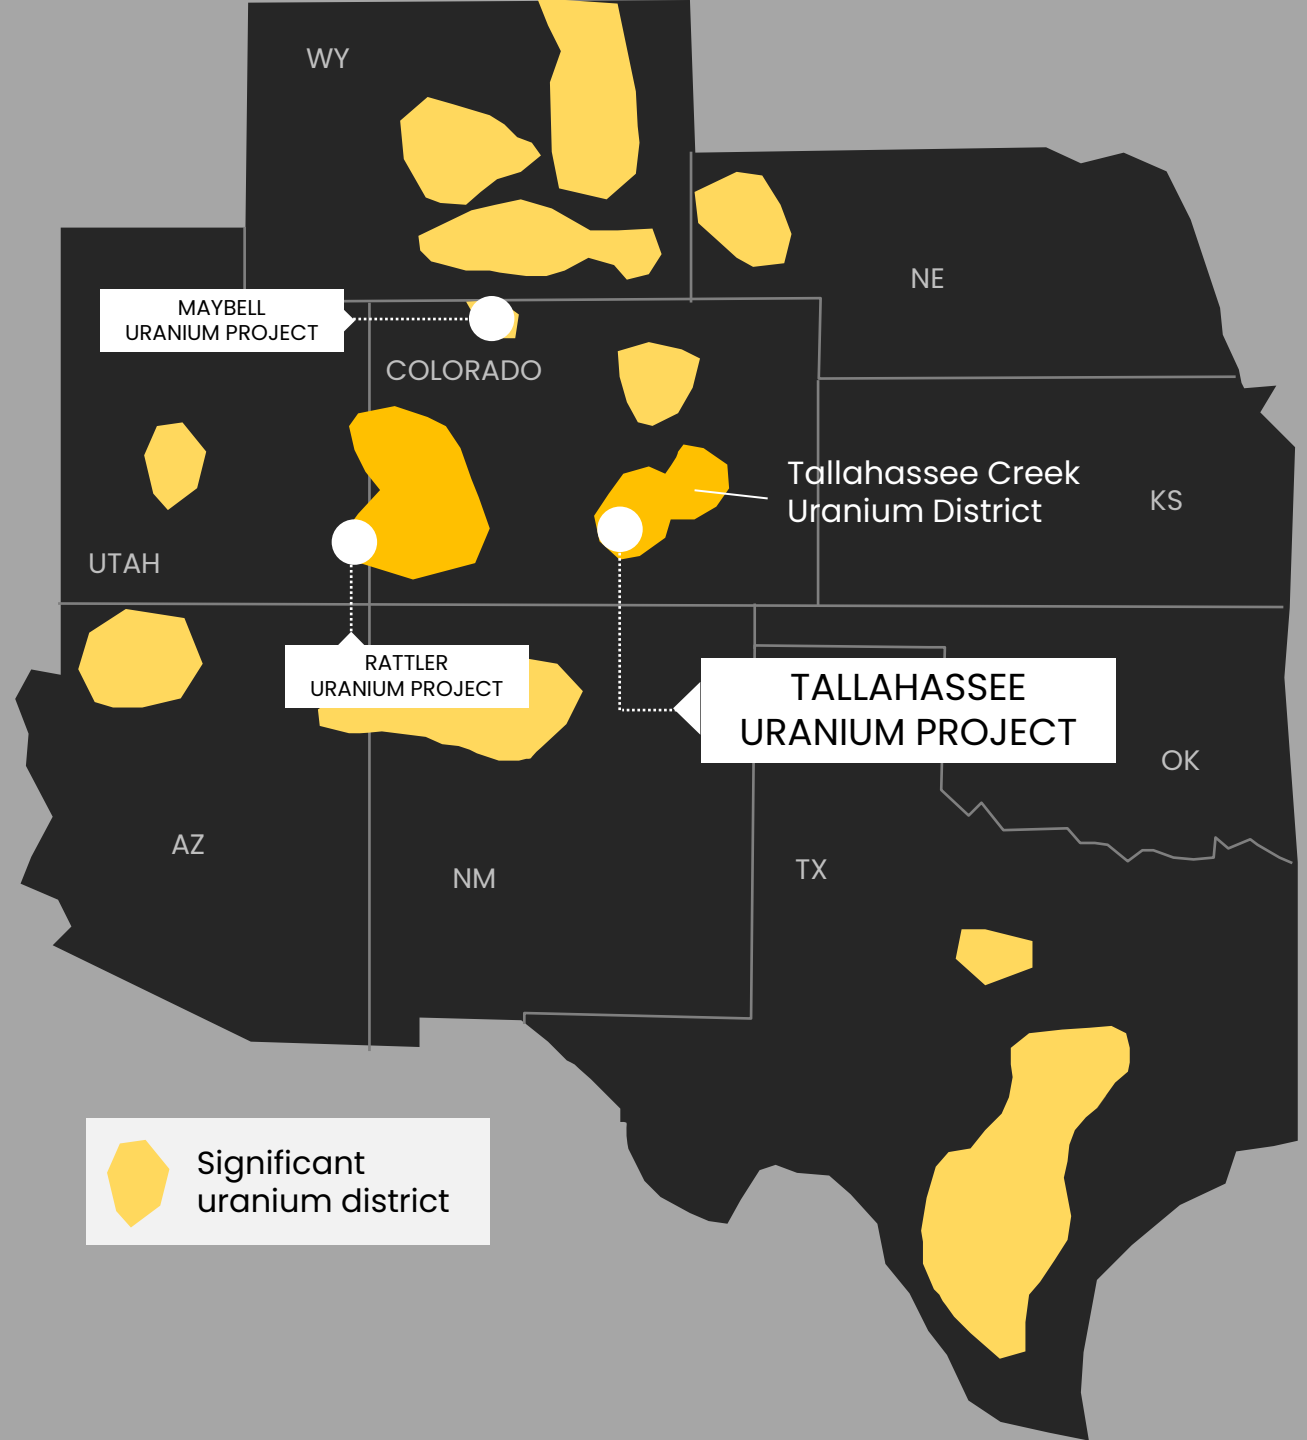 WY
NE
MAYBELL
URANIUM PROJECT
COLORADO
Tallahassee Creek
Uranium District
KS
UTAH
RATTLER
URANIUM PROJECT
TALLAHASSEE
URANIUM PROJECT
OK
AZ
NM
TX
Significant
uranium district